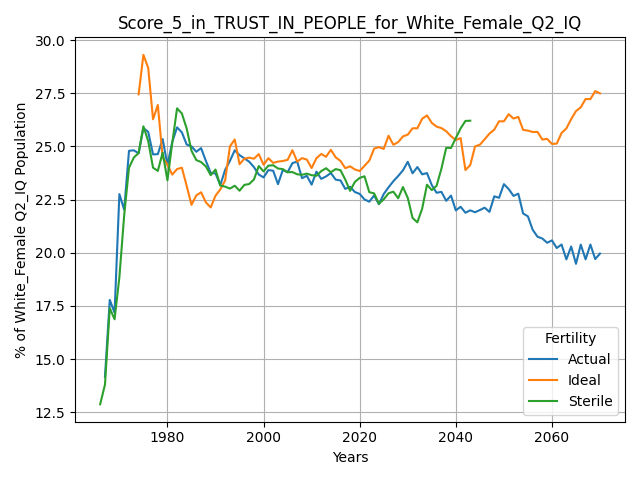 Score_5_in_TRUST_IN_PEOPLE_for_White_Female_Q2_IQ
% of White_Female Q2_IQ Population
30.0
27.5
25.0
22.5
20.0
17.5
15.0
12.5
Fertility
Actual
Ideal
Sterile
1980
2000
2020
2040
2060
Years